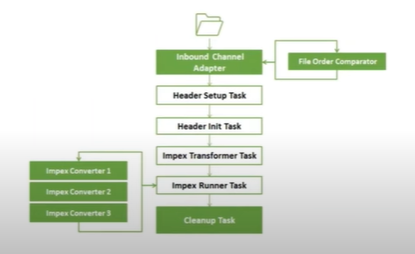 Inbound Channel
Adapter
File Order Comparator
Header Setup Task
Header Init Task
Impex Transformer Task
Impex Converter 1
Impex Converter 2
Impex Converter 3
Impex Runner Task
Cleanup Task